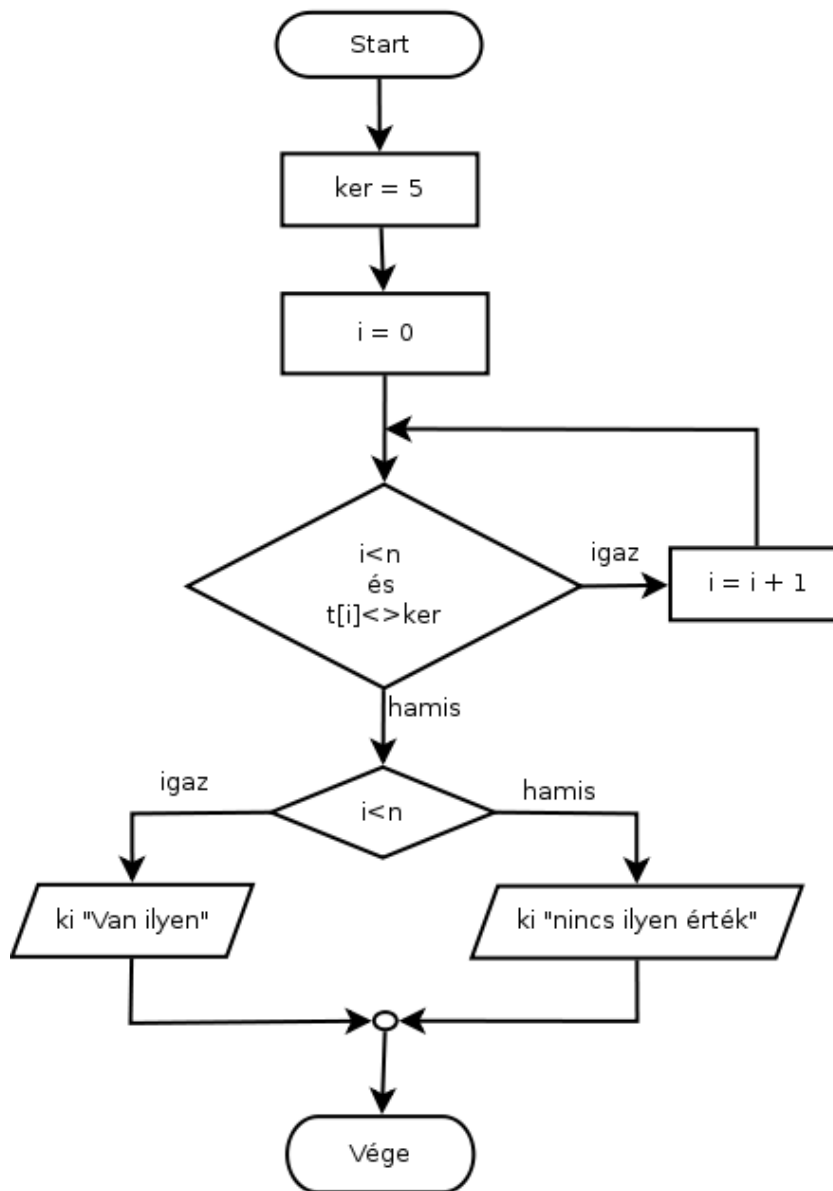 Start
ker = 5
i = 0
i<n
és
t[i]<>ker
igaz
i = i + 1
hamis
igaz
i<n
hamis
ki "Van ilyen"
ki "nincs ilyen érték"
Vége